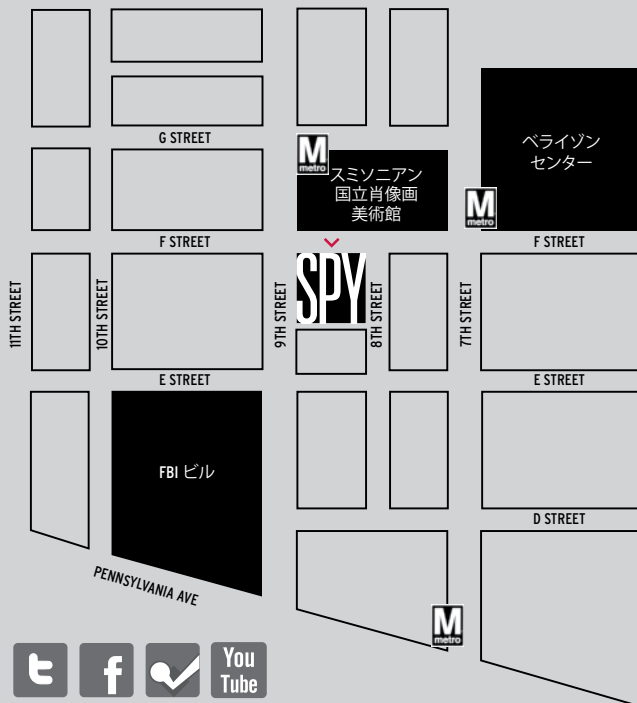 G STREET
M
metro
スミソニアン
国立肖像画
美術館
ベライゾン
センター
M
metro
F STREET
F STREET
11TH STREET
10TH STREET
9TH STREET
SPY
8TH STREET
7TH STREET
E STREET
E STREET
FBI ビル
D STREET
PENNSYLVANIA AVE
M
metro
t
f
You
Tube